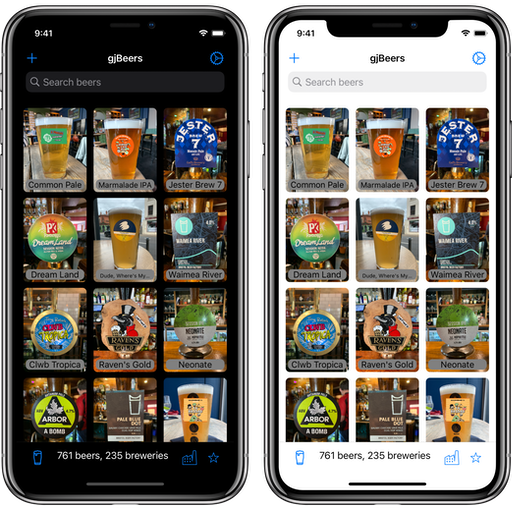 9:41
gjBeers
Search beers
Common Pale
Marmalade IPA
JESTER
BREW
7
Jester Brew 7
DreamLand
Dream Land
Dude, Where's My...
WAIMEA RIVER
Waimea River
CLWB
TROPICA
Clwb Tropica
RAVEN'S
GOLD
Raven's Gold
NEONATE
Neonate
ARBOR
A BOMB
PALE BLUE
DOT
761 beers, 235 breweries
9:41
gjBeers
Search beers
Common Pale
Marmalade IPA
JESTER
BREW
7
Jester Brew 7
DreamLand
Dream Land
Dude, Where's My...
WAIMEA RIVER
Waimea River
CLWB
TROPICA
Clwb Tropica
RAVEN'S
GOLD
Raven's Gold
NEONATE
Neonate
ARBOR
A BOMB
PALE BLUE
DOT
761 beers, 235 breweries